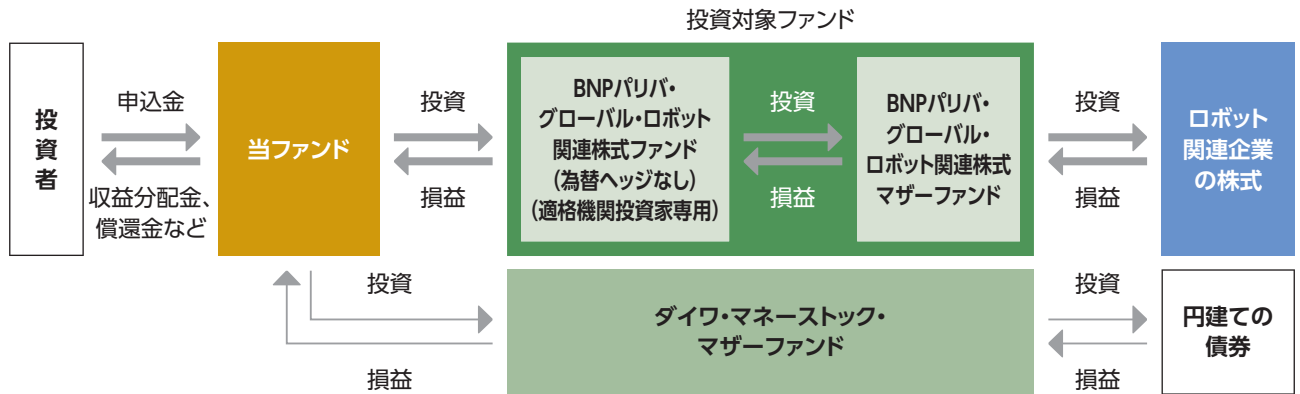 投資対象ファンド
投資者
申込金
収益分配金、
償還金など
当ファンド
投資
損益
BNPパリバ・
グローバル・ロボット
関連株式ファンド
（為替ヘッジなし）
（適格機関投資家専用）
投資
損益
BNPパリバ・
グローバル・
ロボット関連株式
マザーファンド
投資
損益
ロボット
関連企業
の株式
投資
損益
ダイワ・マネーストック・
マザーファンド
投資
損益
円建ての
債券